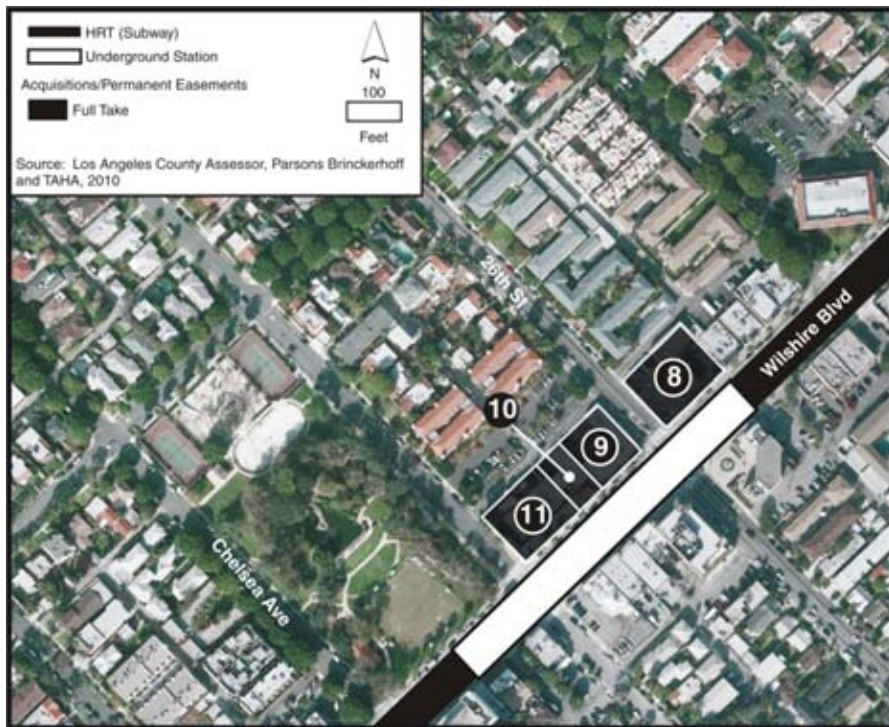 HRT (Subway)
Underground Station
Acquisitions/Permanent Easements
Full Take
N
100
Feet
Source: Los Angeles County Assessor, Parsons Brinckerhoff
and TAHA, 2010
26th St
Wilshire Blvd
8
10
9
11
Chelsea Ave